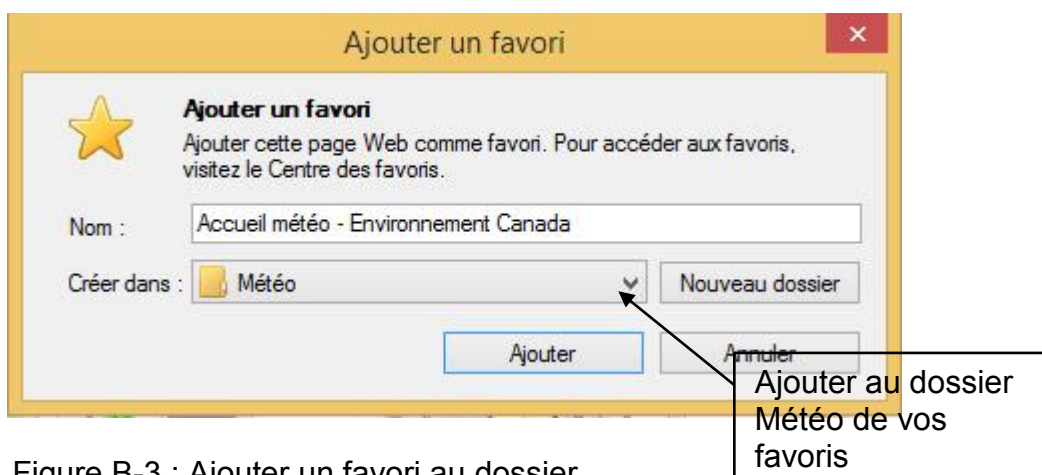 Ajouter un favori
Ajouter un favori
Ajouter cette page Web comme favori. Pour accéder aux favoris,
visitez le Centre des favoris.
Nom :
Accueil météo - Environnement Canada
Créer dans :
Météo
Nouveau dossier
Ajouter
Annuler
Ajouter au dossier
Météo de vos
favoris
Figure B-3 : Ajouter un favori au dossier